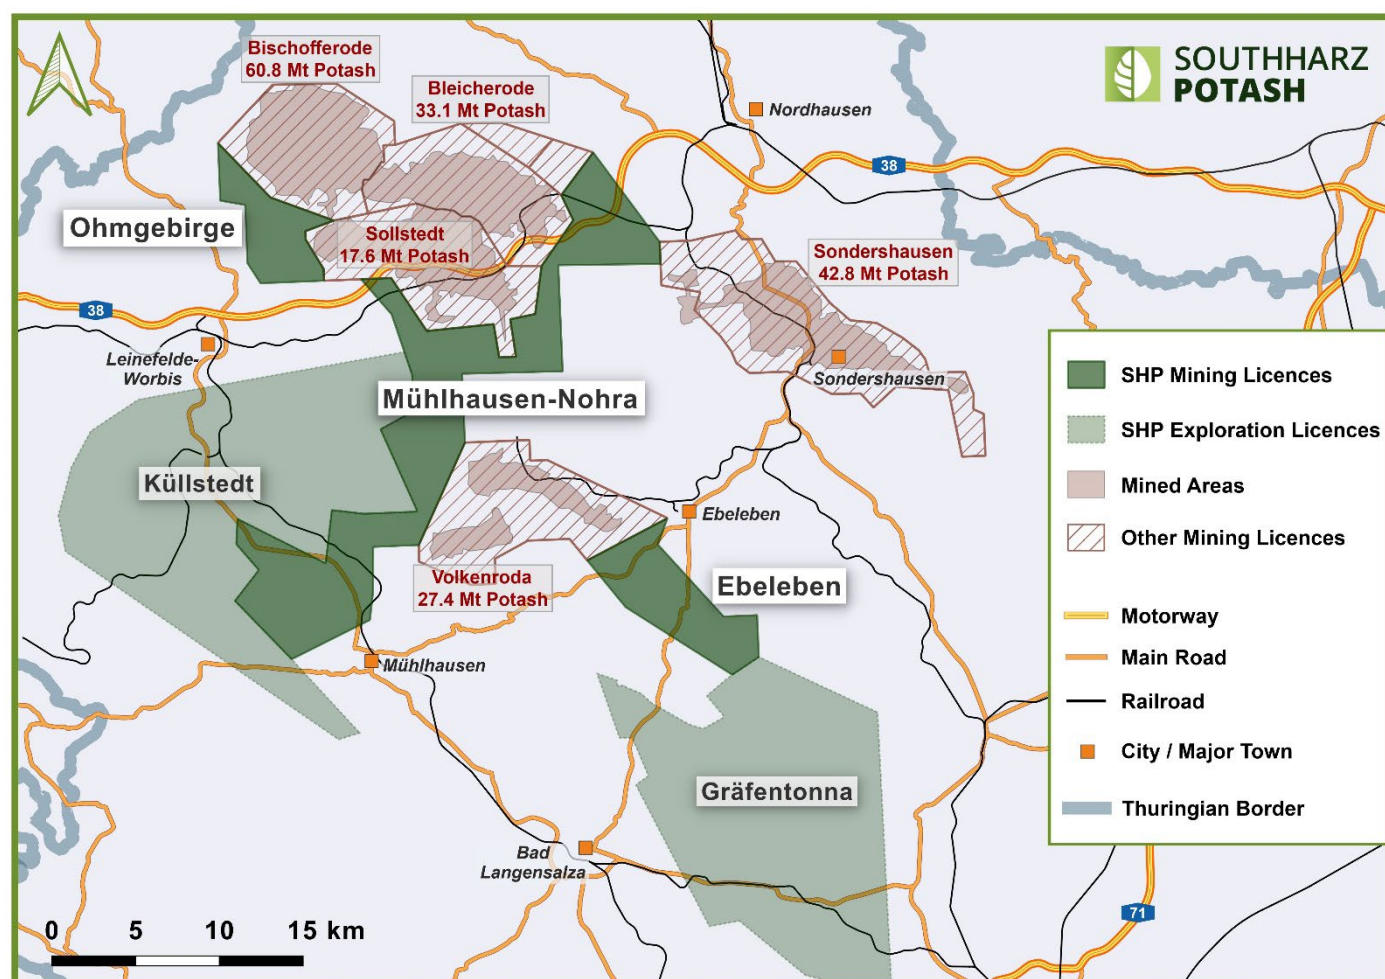 Bischofferode
60.8 Mt Potash
Bleicherode
33.1 Mt Potash
SOUTHHARZ
POTASH
Nordhausen
38
Ohmgebirge
Sollstedt
17.6 Mt Potash
Sondershausen
42.8 Mt Potash
38
Leinefelde-
Worbis
Sondershausen
Mühlhausen-Nohra
Küllstedt
Ebeleben
Volkenroda
27.4 Mt Potash
Ebeleben
Mühlhausen
Gräfentonna
Bad
Langensalza
SHP Mining Licences
SHP Exploration Licences
Mined Areas
Other Mining Licences
Motorway
Main Road
Railroad
City / Major Town
Thuringian Border
71
0 5 10 15 km